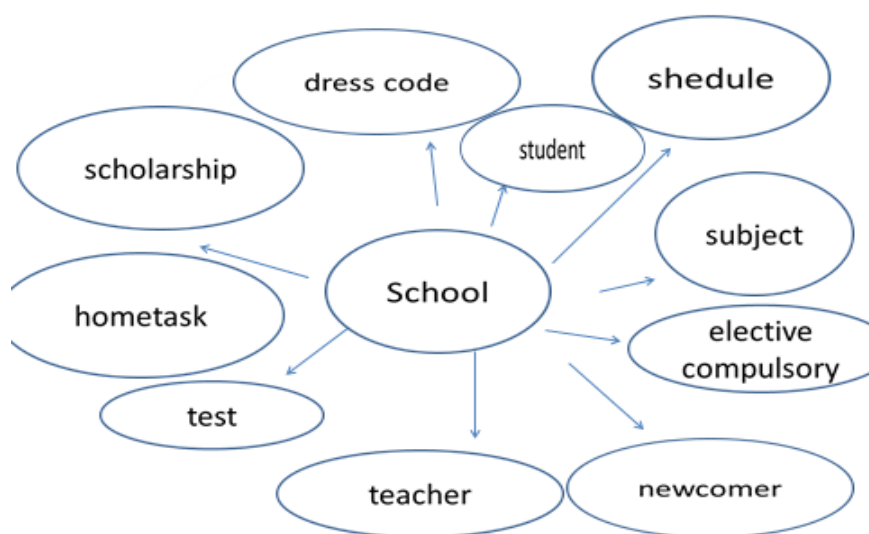 dress code
shedule
student
scholarship
subject
School
hometask
elective
compulsory
test
teacher
newcomer